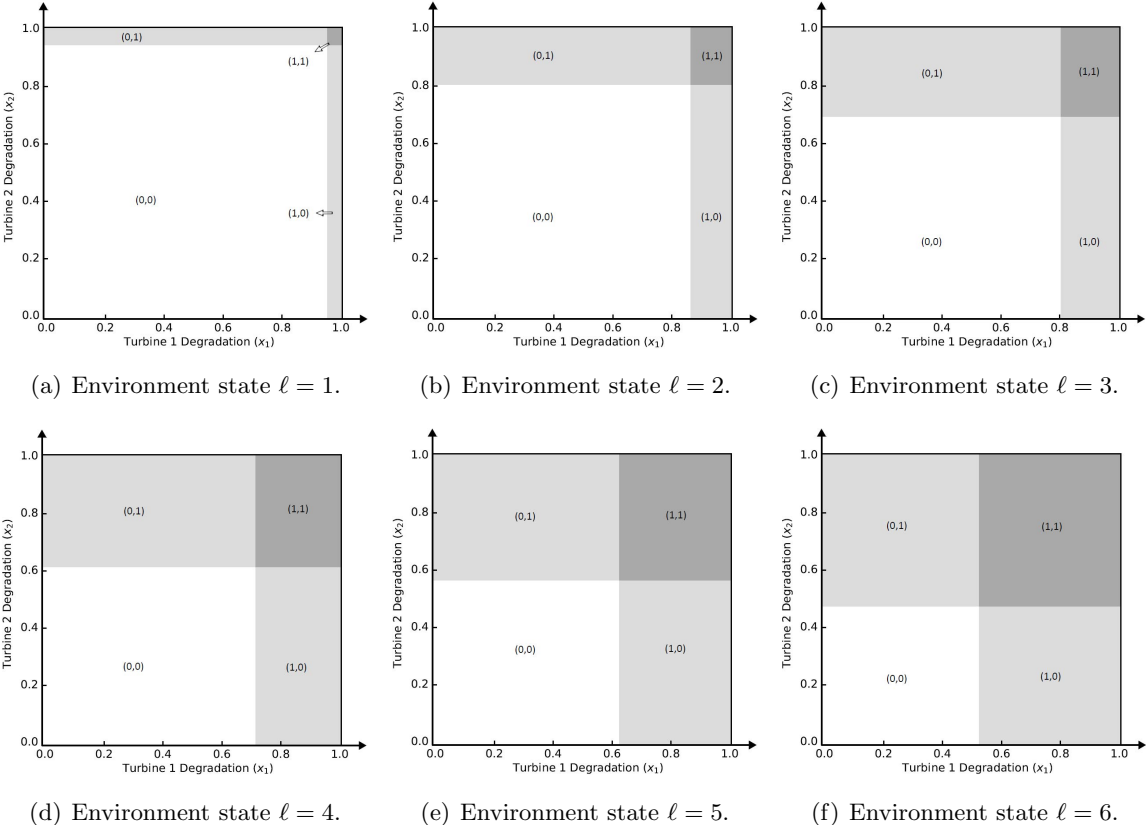 1.0
(0,1)
(1,1)
0.8
0.6
0.4
(0,0)
(1,0)
0.2
0.0
0.0 0.2 0.4 0.6 0.8 1.0
Turbine 2 Degradation (x₂)
Turbine 1 Degradation (x₁)
(a) Environment state ℓ = 1.
1.0
(0,1) (1,1)
0.8
0.6
0.4
(0,0) (1,0)
0.2
0.0
0.0 0.2 0.4 0.6 0.8 1.0
Turbine 2 Degradation (x₂)
Turbine 1 Degradation (x₁)
(b) Environment state ℓ = 2.
1.0
(0,1) (1,1)
0.8
0.6
0.4
(0,0) (1,0)
0.2
0.0
0.0 0.2 0.4 0.6 0.8 1.0
Turbine 2 Degradation (x₂)
Turbine 1 Degradation (x₁)
(c) Environment state ℓ = 3.
1.0
(0,1) (1,1)
0.8
0.6
0.4
(0,0) (1,0)
0.2
0.0
0.0 0.2 0.4 0.6 0.8 1.0
Turbine 2 Degradation (x₂)
Turbine 1 Degradation (x₁)
(d) Environment state ℓ = 4.
1.0
(0,1) (1,1)
0.8
0.6
0.4
(0,0) (1,0)
0.2
0.0
0.0 0.2 0.4 0.6 0.8 1.0
Turbine 2 Degradation (x₂)
Turbine 1 Degradation (x₁)
(e) Environment state ℓ = 5.
1.0
(0,1) (1,1)
0.8
0.6
0.4
(0,0) (1,0)
0.2
0.0
0.0 0.2 0.4 0.6 0.8 1.0
Turbine 2 Degradation (x₂)
Turbine 1 Degradation (x₁)
(f) Environment state ℓ = 6.